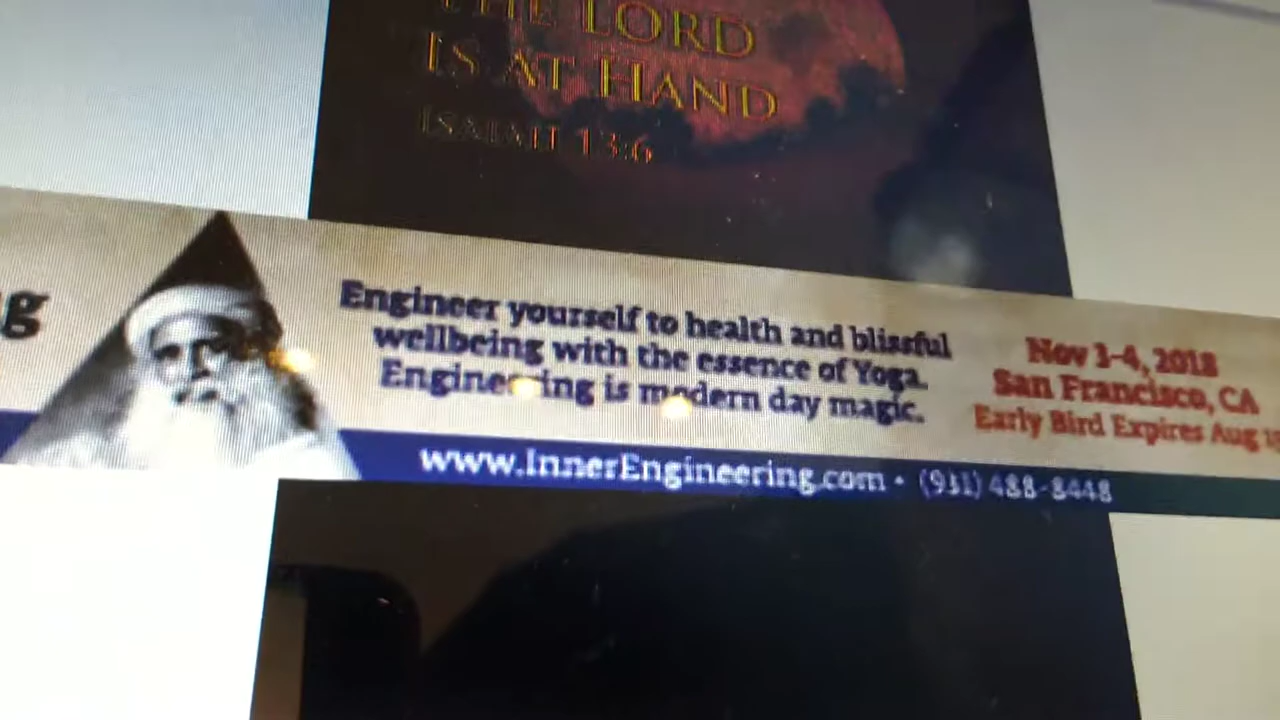 THE LORD
IS AT HAND
ISAIAH 13:6
g
Engineer yourself to health and blissful
wellbeing with the essence of Yoga.
Engineering is modern day magic.
Nov 3-4, 2018
San Francisco, CA
Early Bird Expires Aug
www.InnerEngineering.com • (931) 488-8448